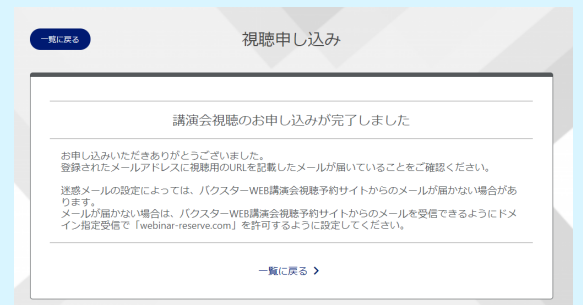 一覧に戻る
視聴申し込み
講演会視聴のお申し込みが完了しました
お申し込みいただきありがとうございました。
登録されたメールアドレスに視聴用のURLを記載したメールが届いていることをご確認ください。
迷惑メールの設定によっては、バクスターWEB講演会視聴予約サイトからのメールが届かない場合があ
ります。
メールが届かない場合は、バクスターWEB講演会視聴予約サイトからのメールを受信できるようにドメ
イン指定受信で「webinar-reserve.com」を許可するように設定してください。
一覧に戻る